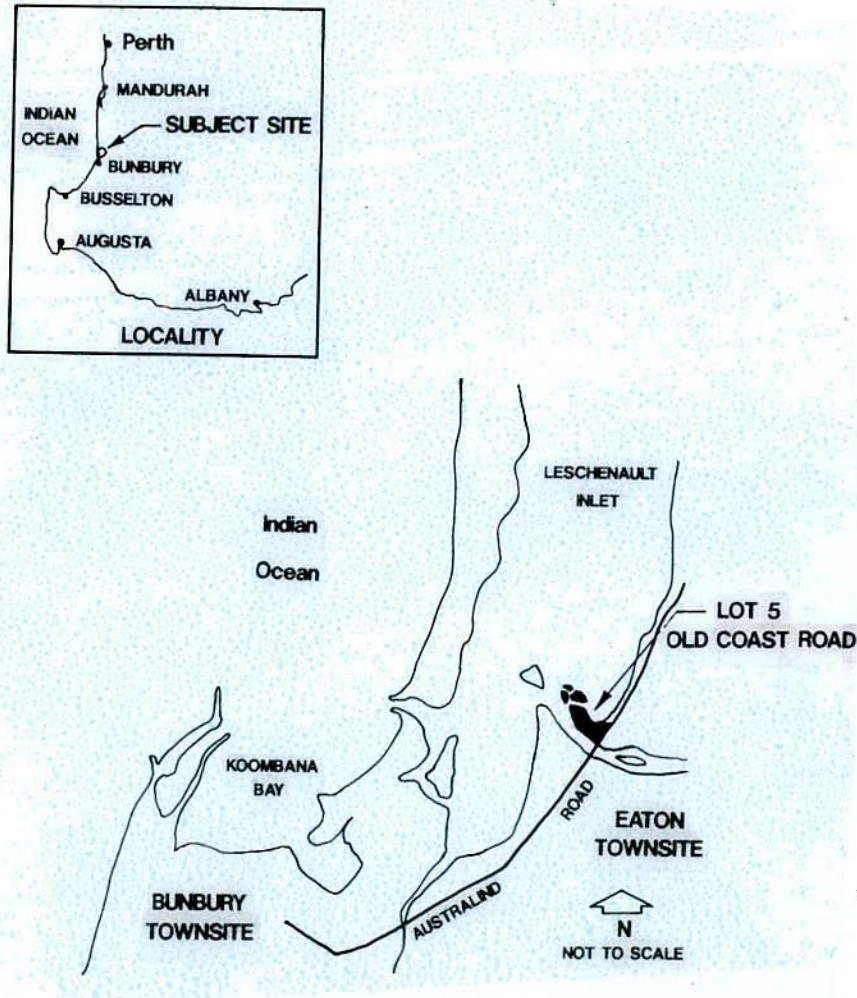 Perth
MANDURAH
INDIAN
OCEAN
SUBJECT SITE
BUNBURY
BUSSELTON
AUGUSTA
ALBANY
LOCALITY
LESCHENAULT
INLET
Indian
Ocean
LOT 5
OLD COAST ROAD
KOOMBANA
BAY
ROAD
EATON
TOWNSITE
AUSTRALIND
BUNBURY
TOWNSITE
N
NOT TO SCALE